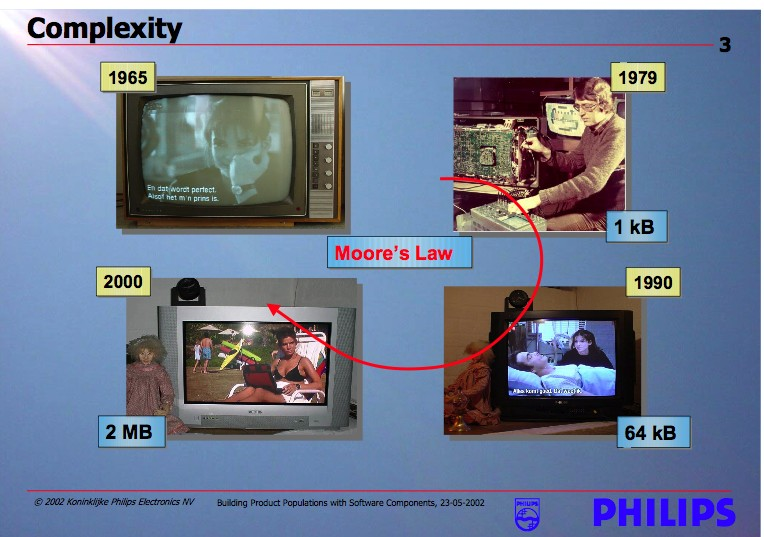 Complexity
3
1965
1979
En dat wordt perfect.
Alsof het m'n prins is.
1 kB
Moore's Law
2000
1990
2 MB
64 kB
© 2002 Koninklijke Philips Electronics NV
Building Product Populations with Software Components, 23-05-2002
PHILIPS
PHILIPS